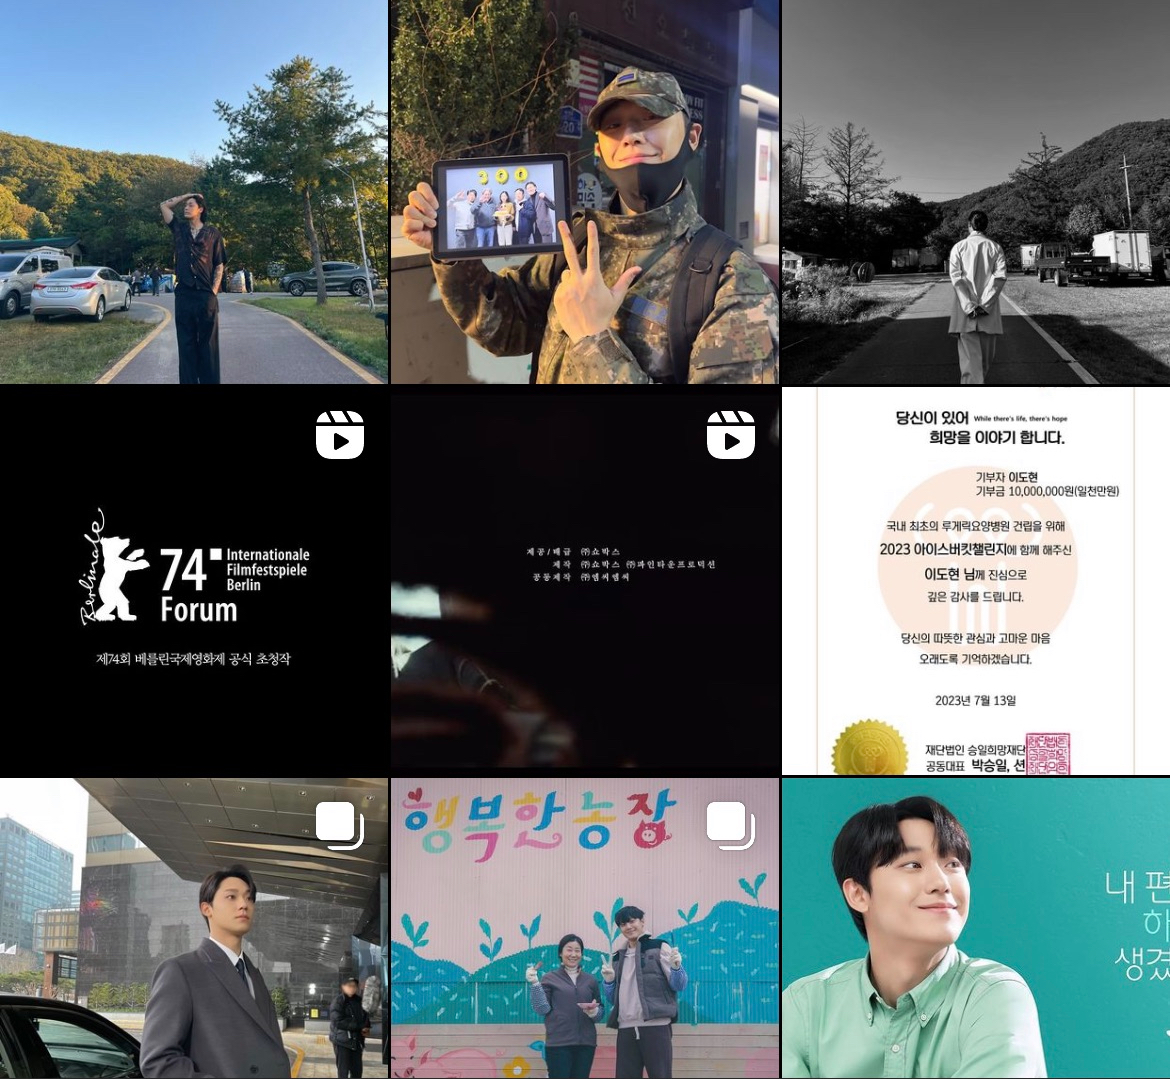 300
Berlinale
74
Internationale
Filmfestspiele
Berlin
Forum
제74회 베를린국제영화제 공식 초청작
제공/배급 ㈜쇼박스
제작 ㈜쇼박스 ㈜파인타운프로덕션
공동제작 ㈜엠씨엠씨
당신이 있어 While there's life, there's hope
희망을 이야기 합니다.
기부자 이도현
기부금 10,000,000원(일천만원)
국내 최초의 루게릭요양병원 건립을 위해
2023 아이스버킷챌린지에 함께 해주신
이도현 님께 진심으로
깊은 감사를 드립니다.
당신의 따뜻한 관심과 고마운 마음
오래도록 기억하겠습니다.
2023년 7월 13일
재단법인 승일희망재단
공동대표 박승일, 션
행복한농장
내 편
하
생겼